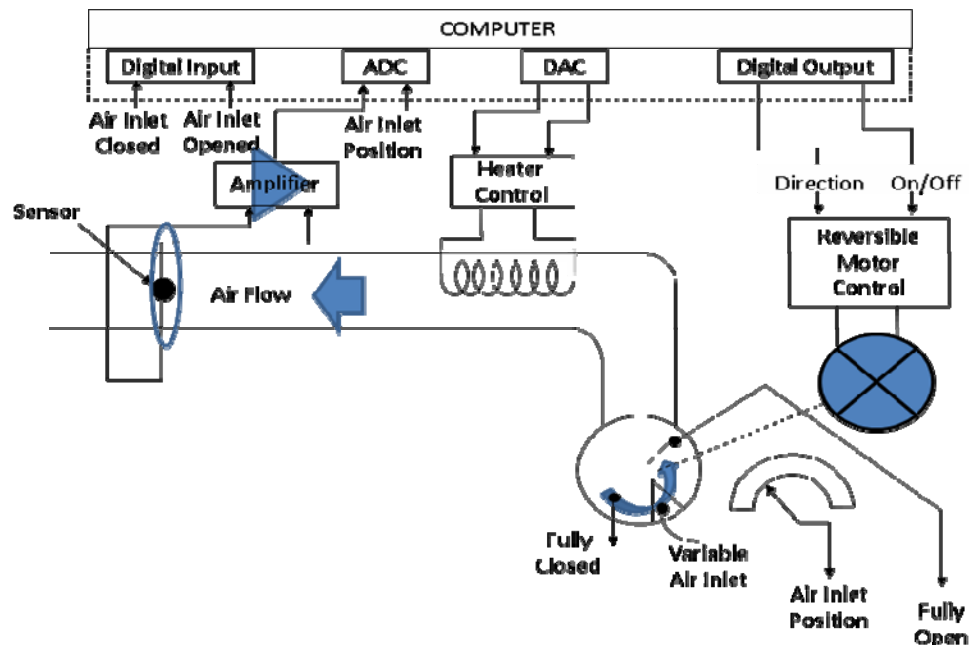 COMPUTER
Digital Input
ADC
DAC
Digital Output
Air Inlet
Closed
Air Inlet
Opened
Air Inlet
Position
Amplifier
Heater
Control
Direction
On/Off
Sensor
Reversible
Motor
Control
Air Flow
Fully
Closed
Variable
Air Inlet
Air Inlet
Position
Fully
Open